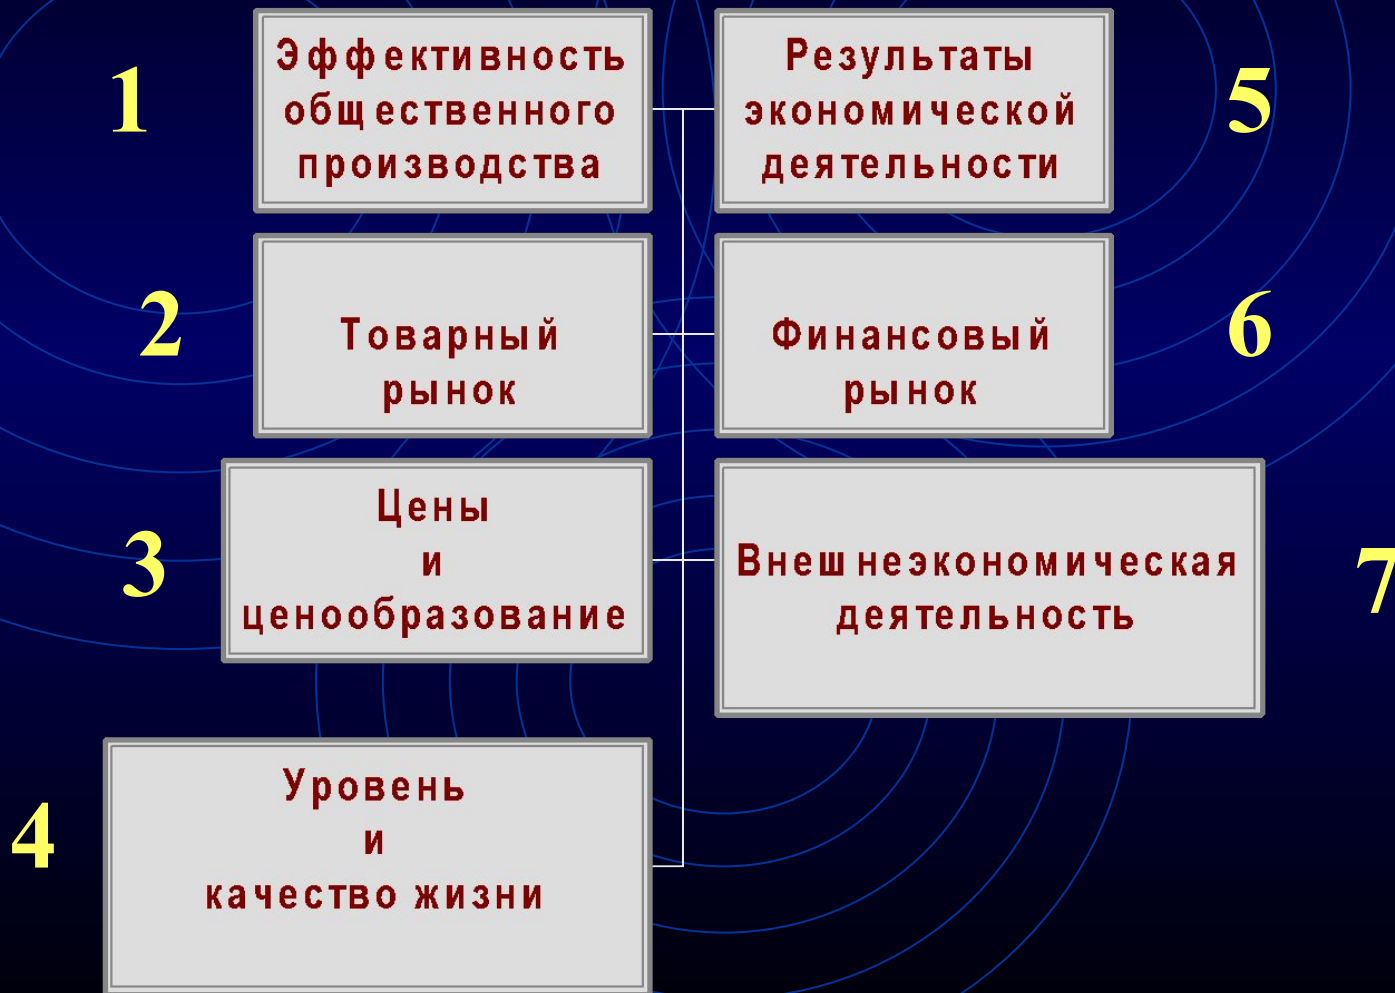 1
Эффективность
общественного
производства
2
Товарный
рынок
3
Цены
и
ценообразование
4
Уровень
и
качество жизни
Результаты
экономической
деятельности
5
Финансовый
рынок
6
Внешнеэкономическая
деятельность
7